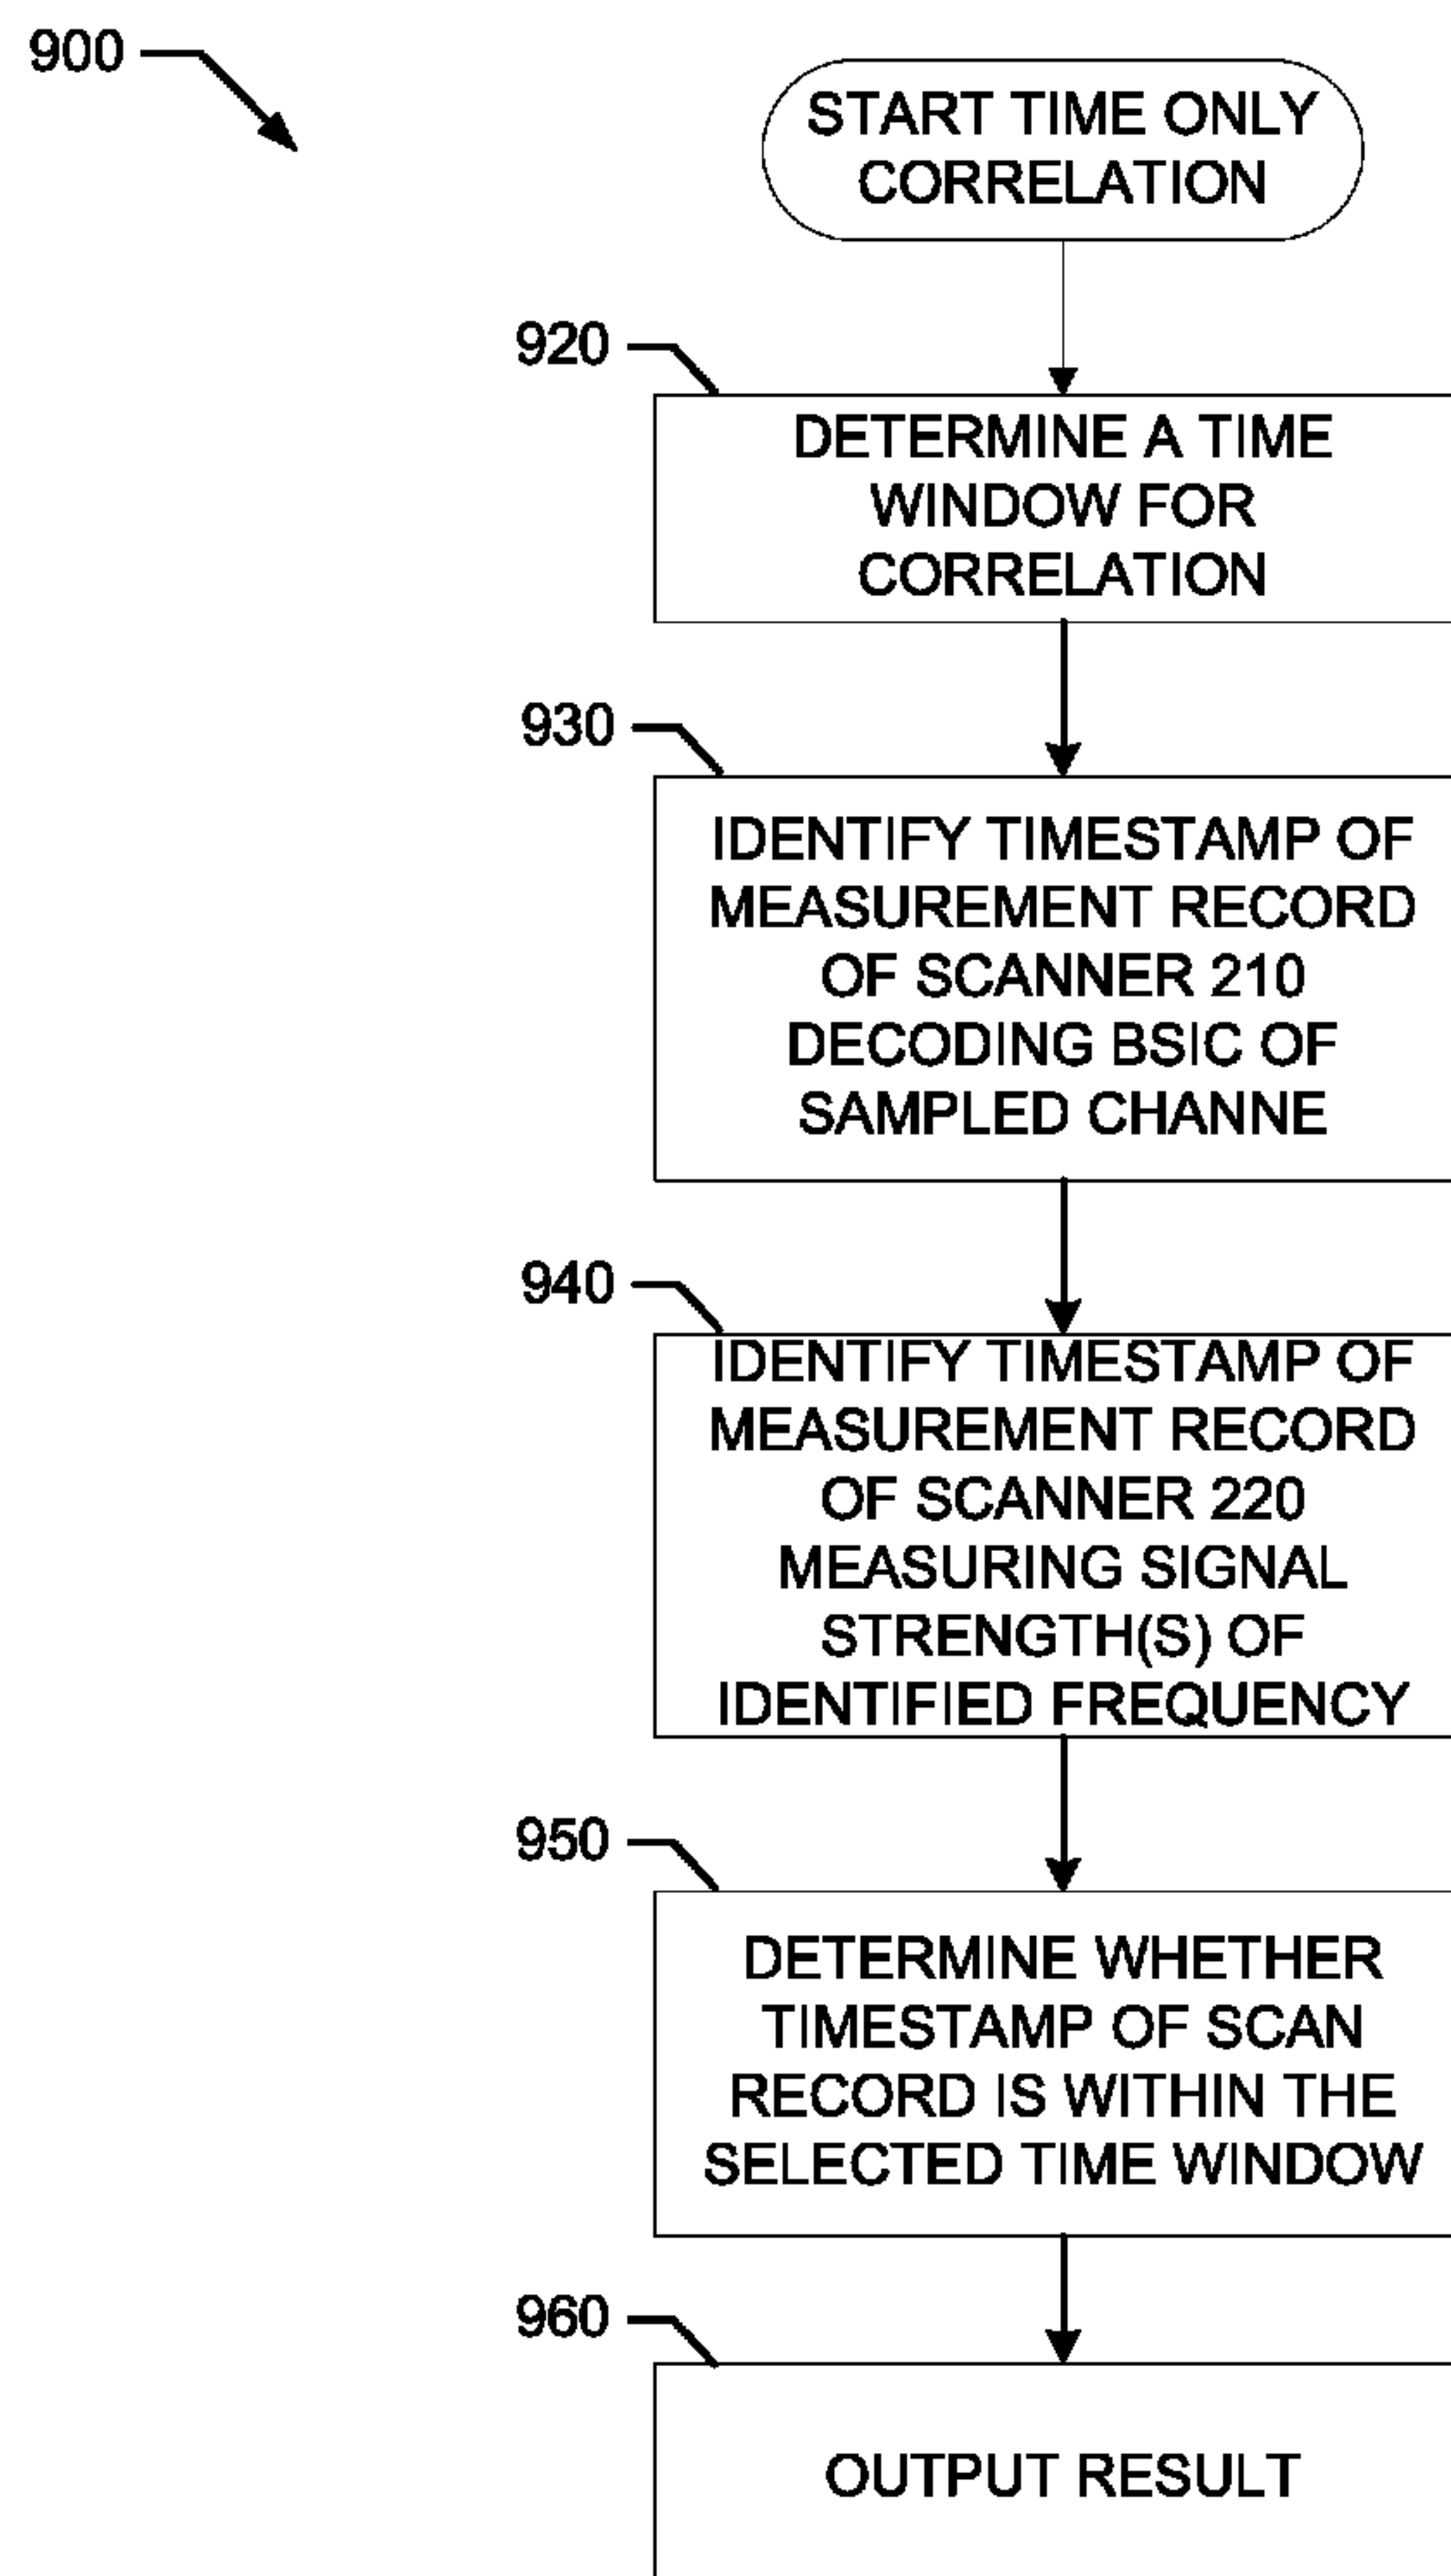 900
START TIME ONLY
CORRELATION
920
DETERMINE A TIME
WINDOW FOR
CORRELATION
930
IDENTIFY TIMESTAMP OF
MEASUREMENT RECORD
OF SCANNER 210
DECODING BSIC OF
SAMPLED CHANNE
940
IDENTIFY TIMESTAMP OF
MEASUREMENT RECORD
OF SCANNER 220
MEASURING SIGNAL
STRENGTH(S) OF
IDENTIFIED FREQUENCY
950
DETERMINE WHETHER
TIMESTAMP OF SCAN
RECORD IS WITHIN THE
SELECTED TIME WINDOW
960
OUTPUT RESULT